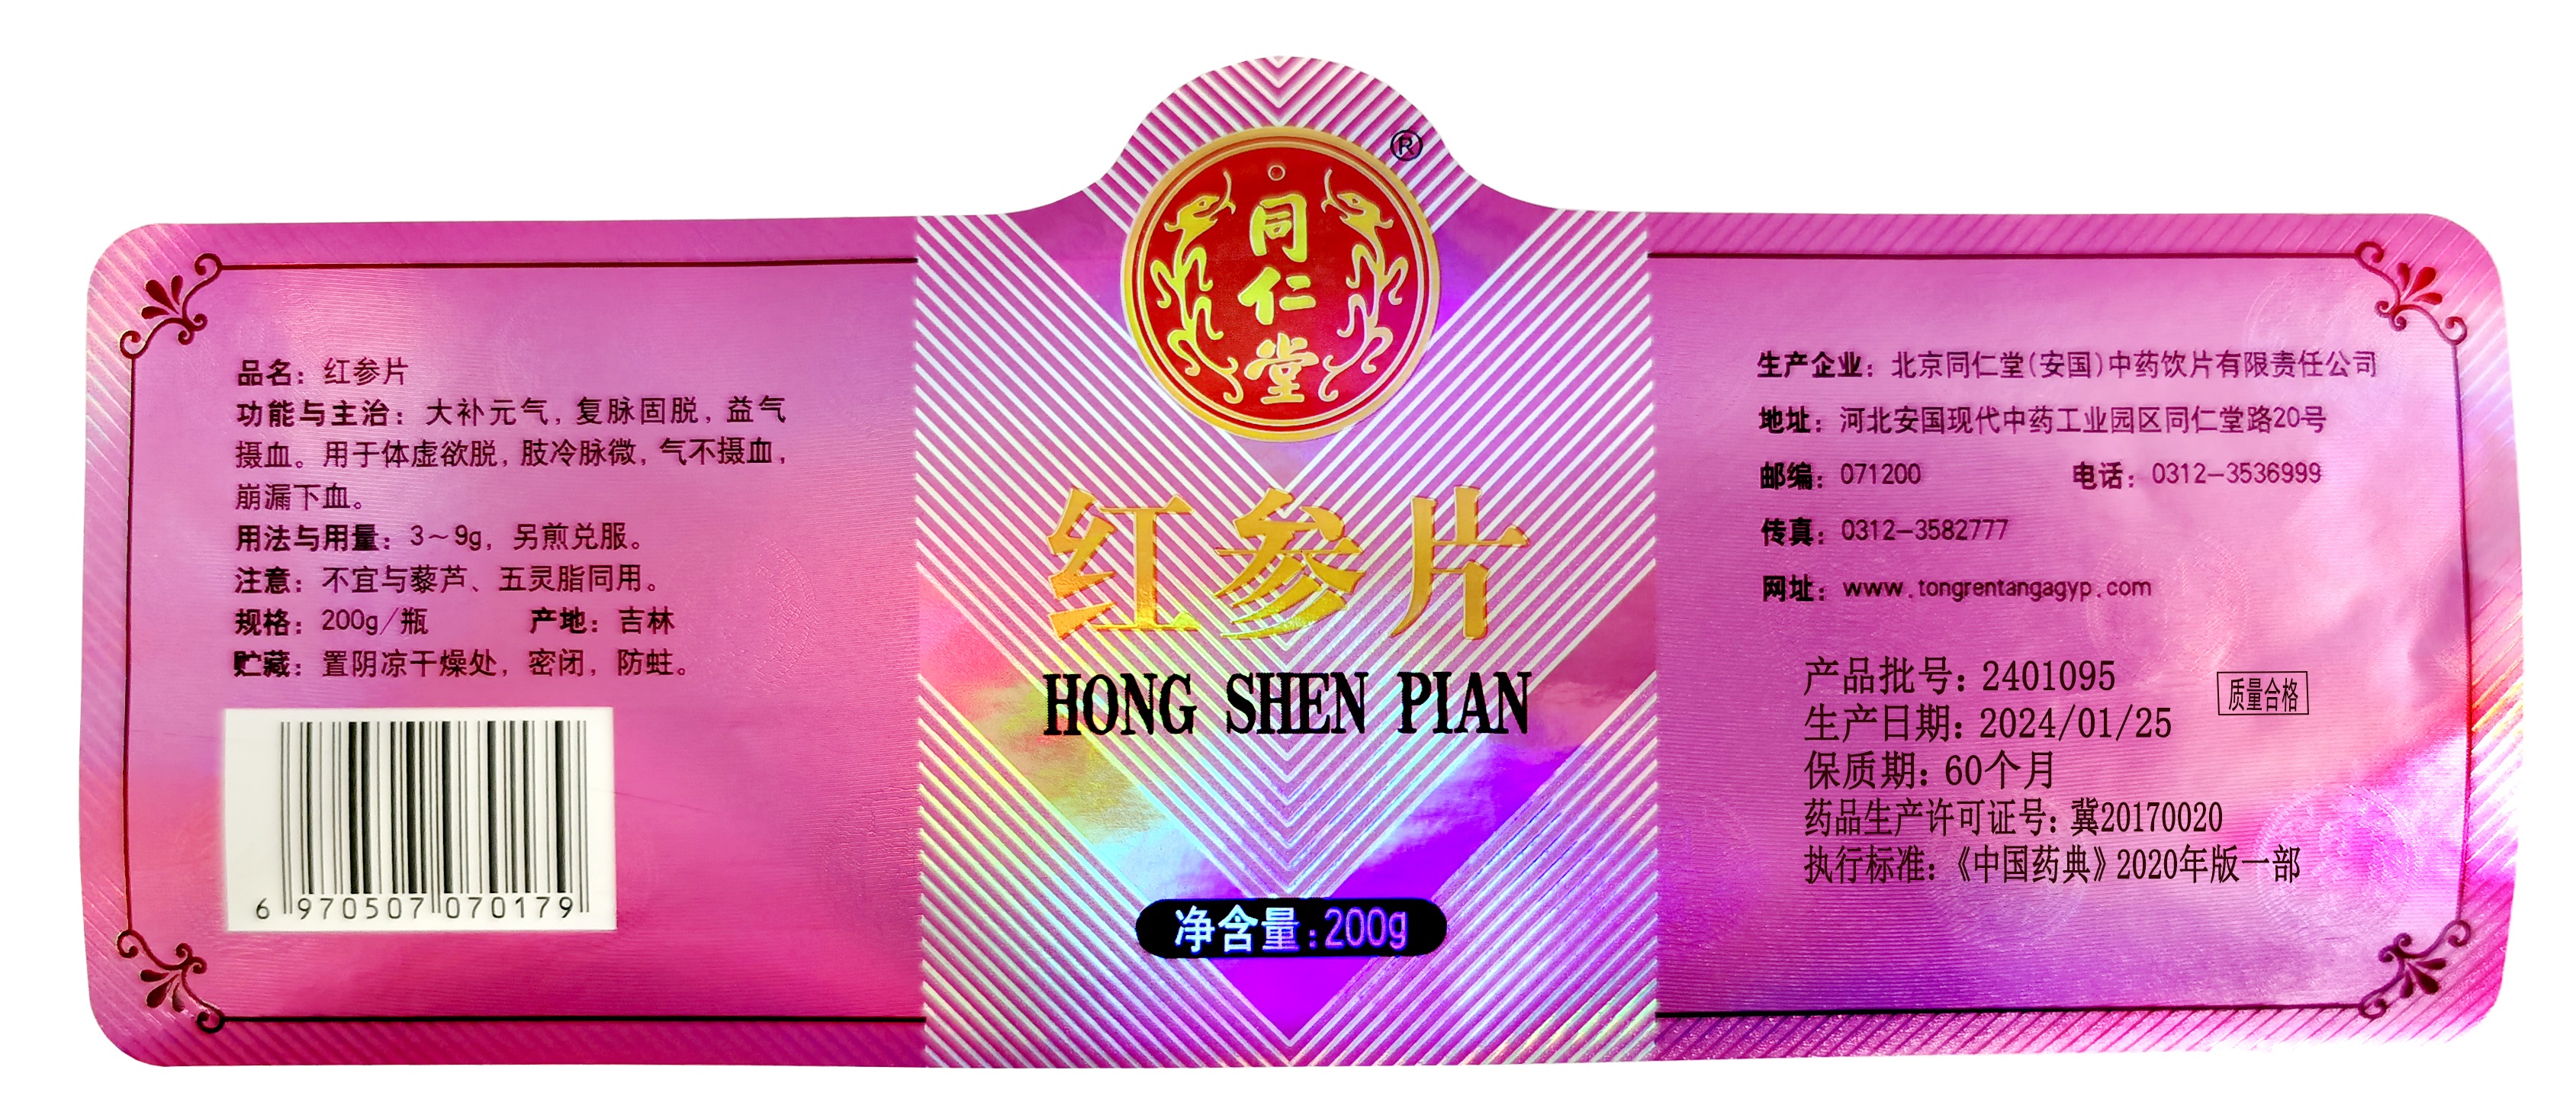 品名：红参片
功能与主治：大补元气，复脉固脱，益气
摄血。用于体虚欲脱，肢冷脉微，气不摄血，
崩漏下血。
用法与用量：3～9g，另煎兑服。
注意：不宜与藜芦、五灵脂同用。
规格：200g/瓶 产地：吉林
贮藏：置阴凉干燥处，密闭，防蛀。
6 970507 070179
®
同仁堂
红参片
HONG SHEN PIAN
净含量：200g
生产企业：北京同仁堂（安国）中药饮片有限责任公司
地址：河北安国现代中药工业园区同仁堂路20号
邮编：071200 电话：0312-3536999
传真：0312-3582777
网址：www.tongrentangagyp.com
产品批号：2401095
质量合格
生产日期：2024/01/25
保质期：60个月
药品生产许可证号：冀20170020
执行标准：《中国药典》2020年版一部